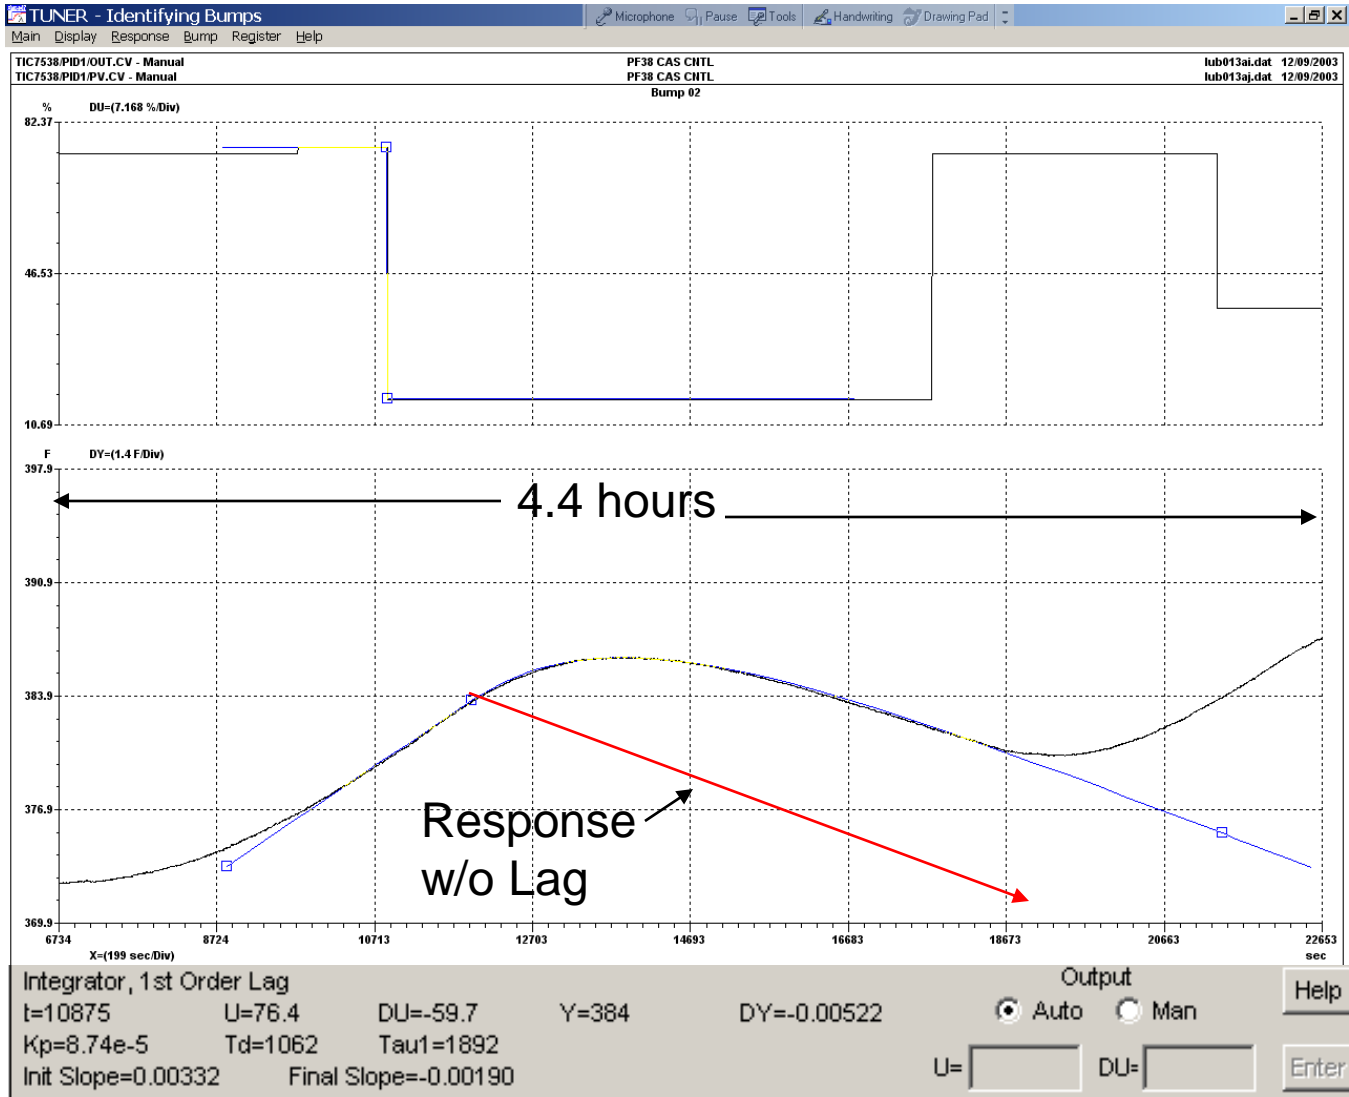 TUNER - Identifying Bumps
Microphone Pause Tools Handwriting Drawing Pad
Main Display Response Bump Register Help
TIC7538/PID1/OUT.CV - Manual PF38 CAS CNTL lub013ai.dat 12/09/2003
TIC7538/PID1/PV.CV - Manual PF38 CAS CNTL lub013aj.dat 12/09/2003
Bump 02
% DU=(7.168 %/Div)
82.37
46.53
10.69
F DY=(1.4 F/Div)
397.9
4.4 hours
390.9
383.9
376.9
Response
w/o Lag
369.9
6734 8724 10713 12703 14693 16683 18673 20663 22653
X=(199 sec/Div) sec
Integrator, 1st Order Lag Output Help
t=10875 U=76.4 DU=-59.7 Y=384 DY=-0.00522 Auto Man
Kp=8.74e-5 Td=1062 Tau1=1892
Init Slope=0.00332 Final Slope=-0.00190 U= DU= Enter